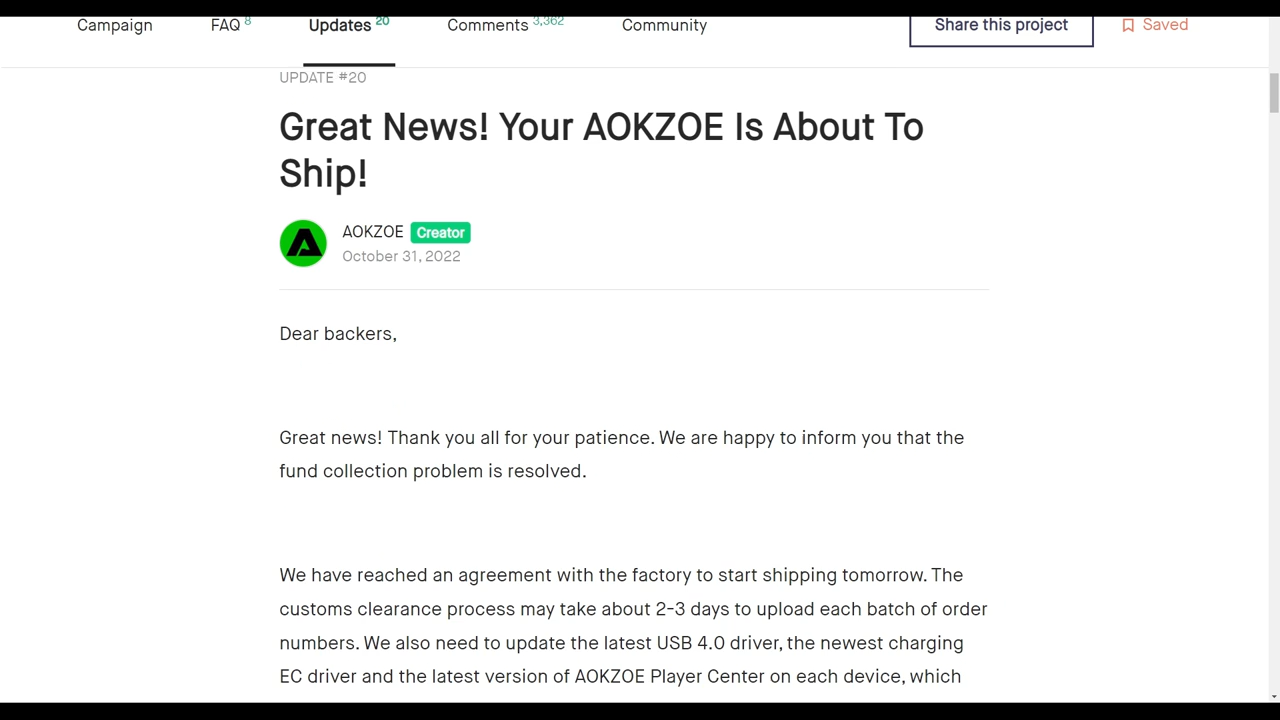 Campaign FAQ 8 Updates 20 Comments 3,362 Community Share this project Saved
UPDATE #20
Great News! Your AOKZOE Is About To
Ship!
AOKZOE Creator
October 31, 2022
Dear backers,
Great news! Thank you all for your patience. We are happy to inform you that the
fund collection problem is resolved.
We have reached an agreement with the factory to start shipping tomorrow. The
customs clearance process may take about 2-3 days to upload each batch of order
numbers. We also need to update the latest USB 4.0 driver, the newest charging
EC driver and the latest version of AOKZOE Player Center on each device, which